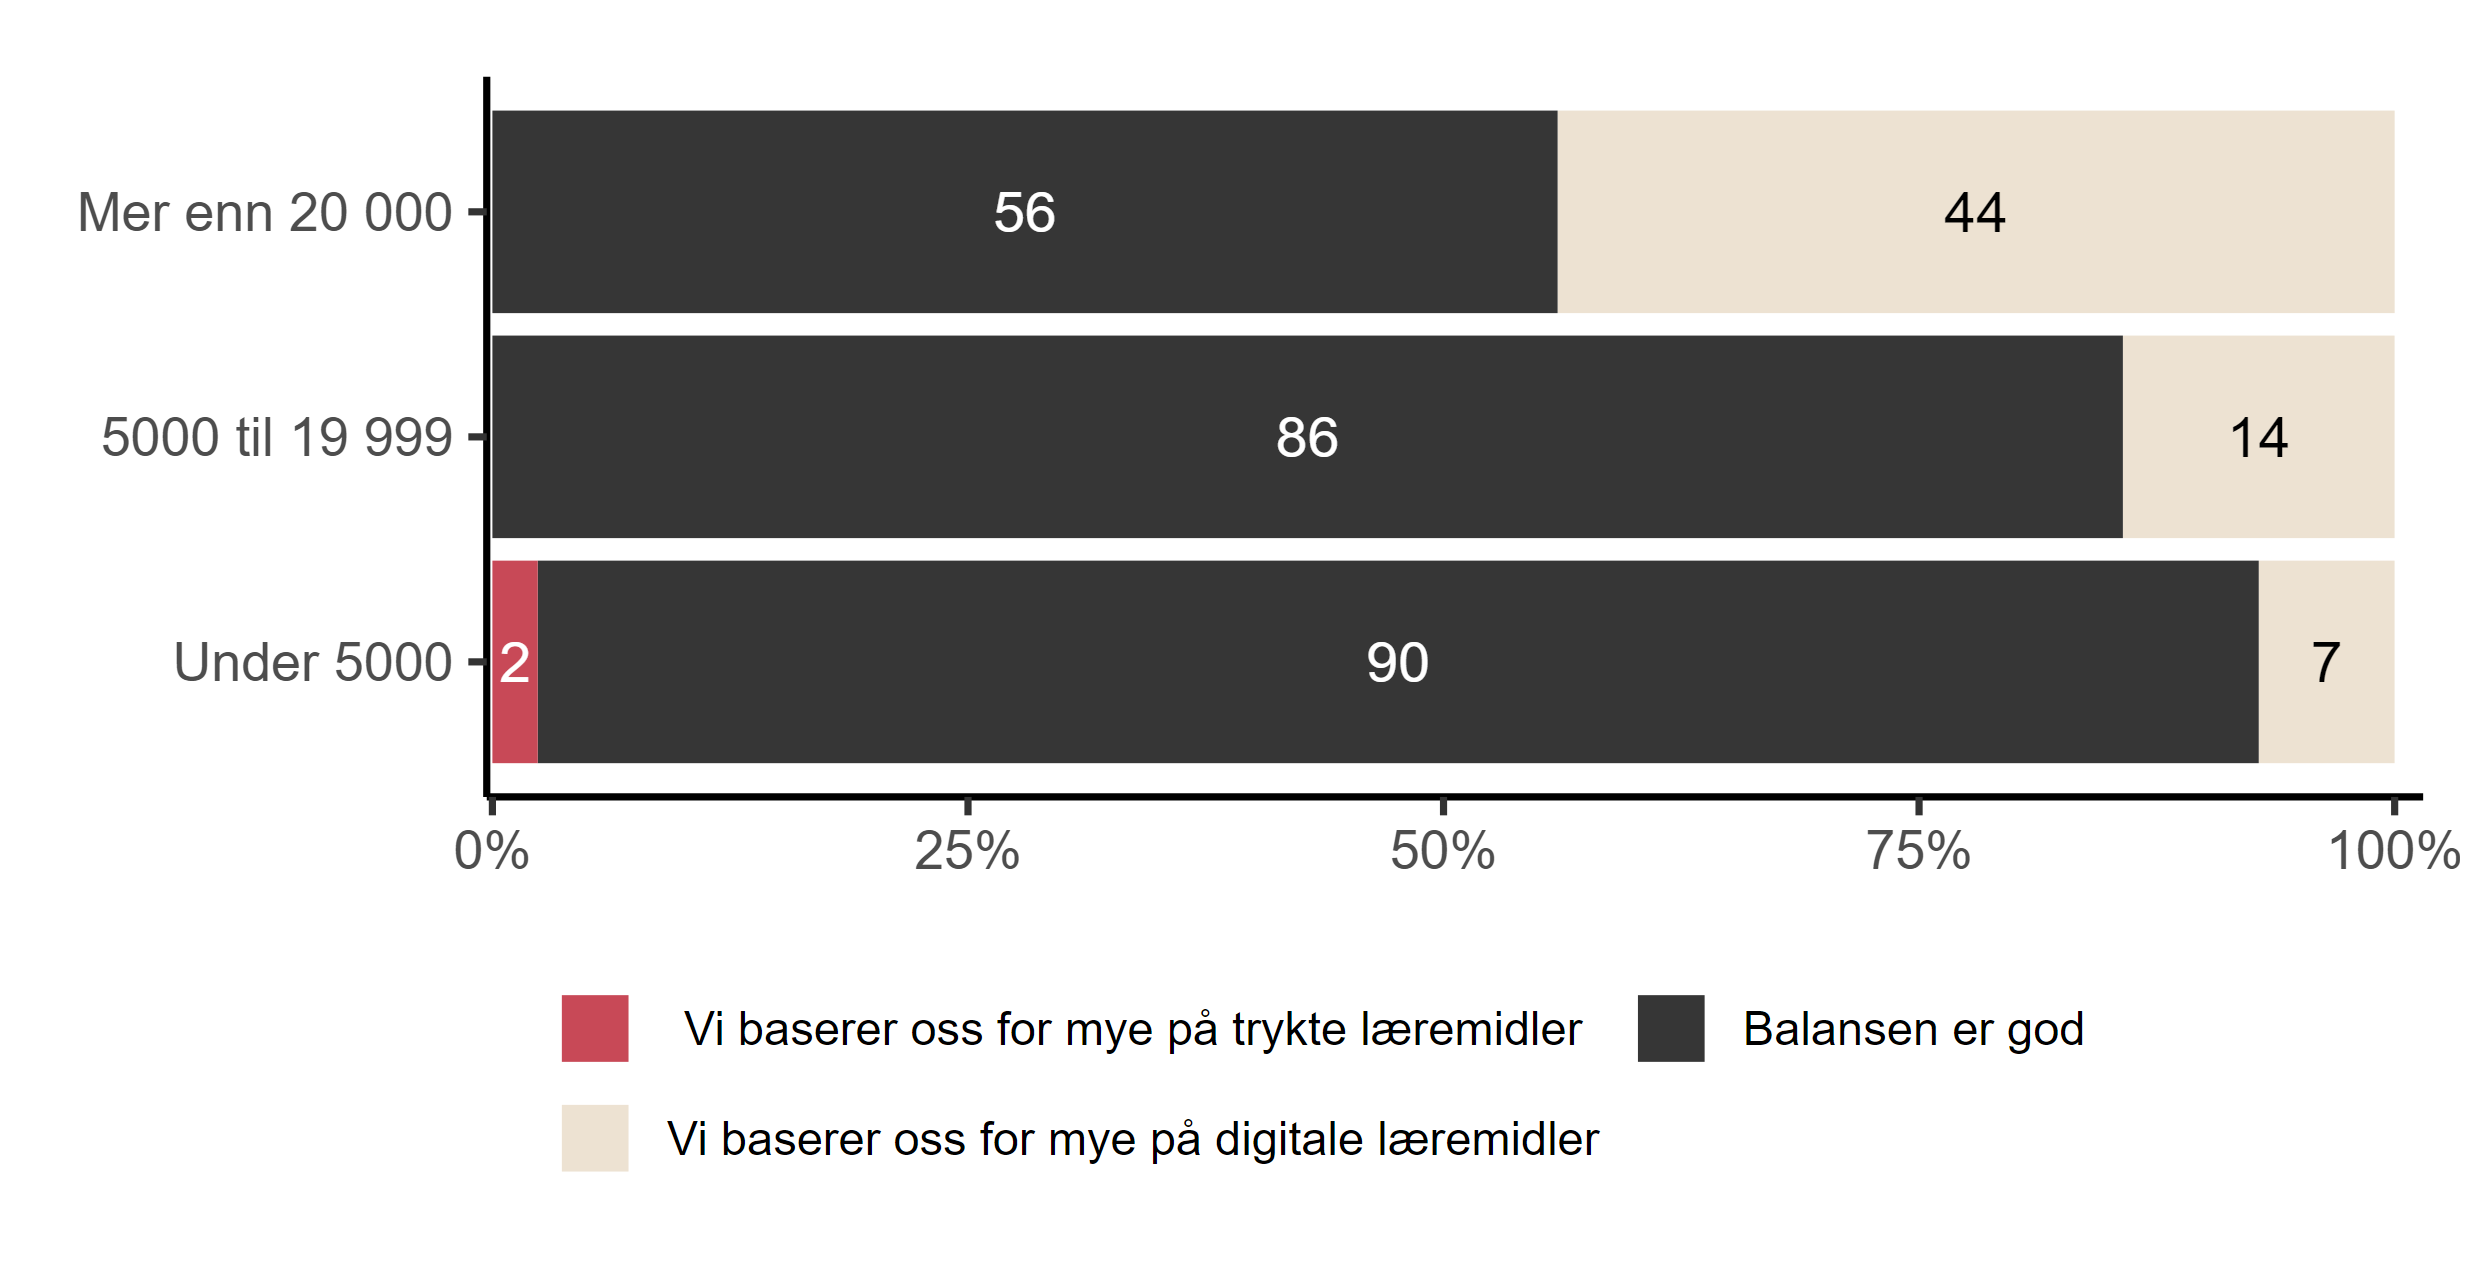 Mer enn 20 000 56 44
5000 til 19 999 86 14
Under 5000 2 90 7
0% 25% 50% 75% 100%
Vi baserer oss for mye på trykte læremidler Balansen er god
Vi baserer oss for mye på digitale læremidler